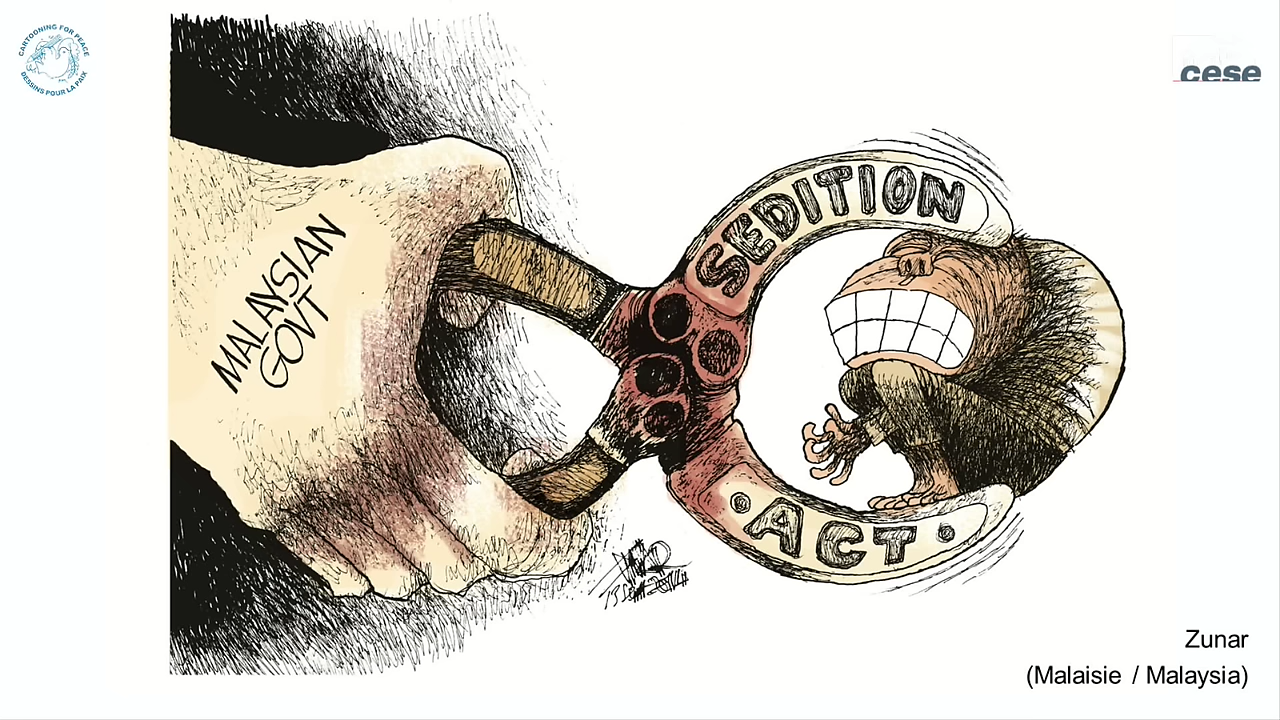 CARTOONING FOR PEACE
DESSINS POUR LA PAIX
cese
MALAYSIAN
GOVT
SEDITION
ACT
Zunar
(Malaisie / Malaysia)